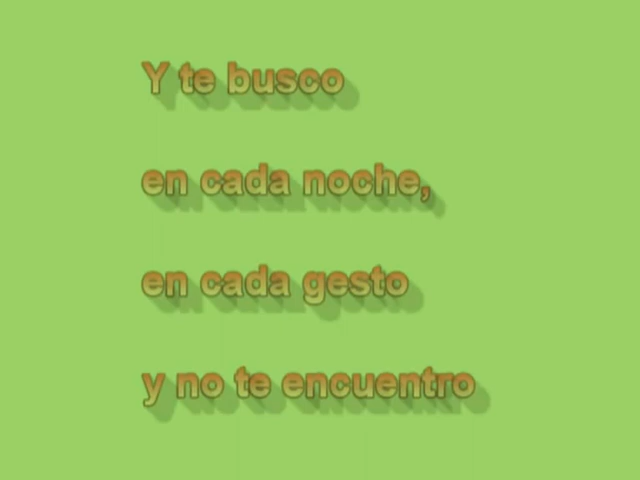 Y te busco
en cada noche,
en cada gesto
y no te encuentro